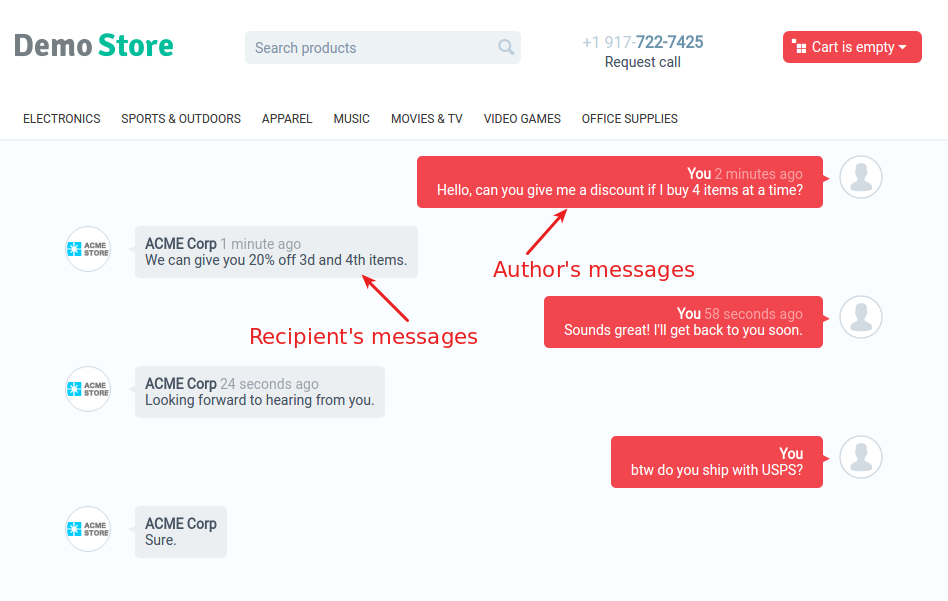 Demo Store
Search products
+1 917-722-7425
Request call
Cart is empty
ELECTRONICS SPORTS & OUTDOORS APPAREL MUSIC MOVIES & TV VIDEO GAMES OFFICE SUPPLIES
You 2 minutes ago
Hello, can you give me a discount if I buy 4 items at a time?
ACME STORE
ACME Corp 1 minute ago
We can give you 20% off 3d and 4th items.
Author's messages
You 58 seconds ago
Sounds great! I'll get back to you soon.
Recipient's messages
ACME STORE
ACME Corp 24 seconds ago
Looking forward to hearing from you.
You
btw do you ship with USPS?
ACME STORE
ACME Corp
Sure.